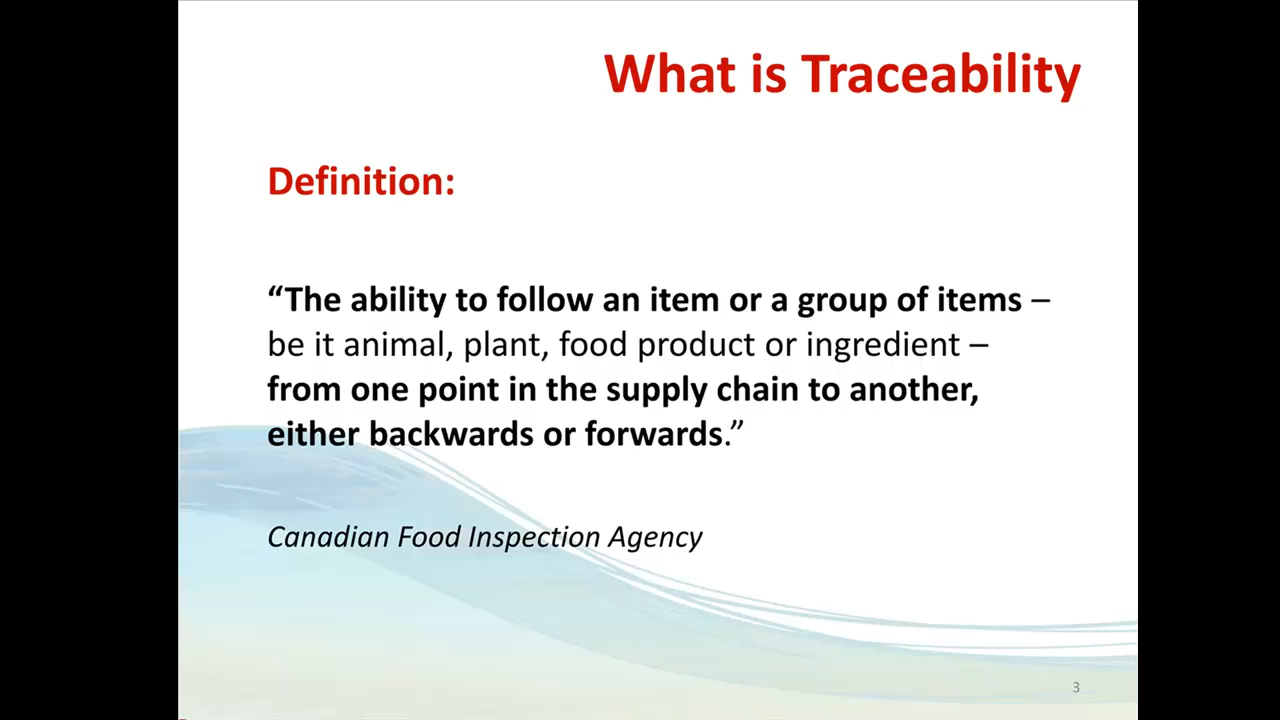 What is Traceability
Definition:
“The ability to follow an item or a group of items –
be it animal, plant, food product or ingredient –
from one point in the supply chain to another,
either backwards or forwards.”
Canadian Food Inspection Agency
3